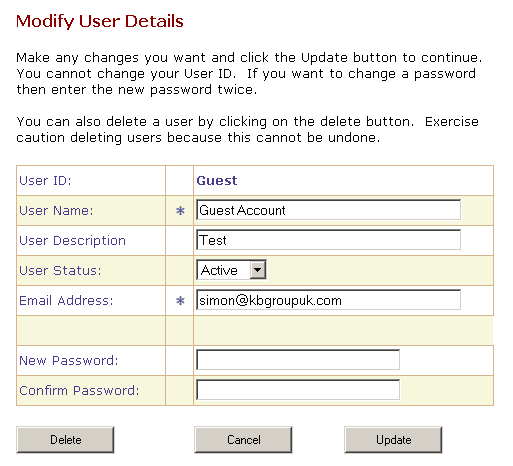 Modify User Details
Make any changes you want and click the Update button to continue.
You cannot change your User ID.  If you want to change a password
then enter the new password twice.
You can also delete a user by clicking on the delete button.  Exercise
caution deleting users because this cannot be undone.
User ID: Guest
User Name: * Guest Account
User Description Test
User Status: Active
Email Address: * simon@kbgroupuk.com
New Password:
Confirm Password:
Delete Cancel Update